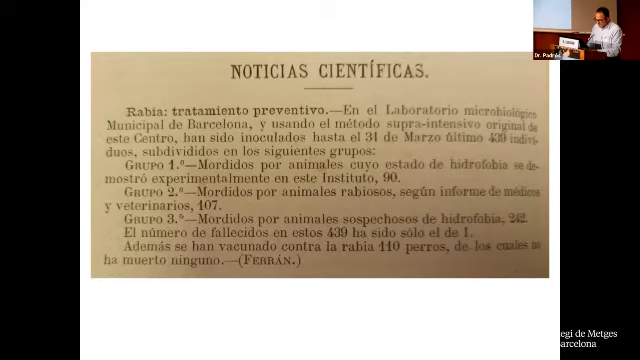 NOTICIAS CIENTÍFICAS.
Rabia: tratamiento preventivo.—En el Laboratorio microbiológico
Municipal de Barcelona, y usando el método supra-intensivo original de
este Centro, han sido inoculados hasta el 31 de Marzo último 439 indivi-
duos, subdivididos en los siguientes grupos:
GRUPO 1.º—Mordidos por animales cuyo estado de hidrofobia se de-
mostró experimentalmente en este Instituto, 90.
GRUPO 2.º—Mordidos por animales rabiosos, según informe de médicos
y veterinarios, 107.
GRUPO 3.º—Mordidos por animales sospechosos de hidrofobia, 242.
El número de fallecidos en estos 439 ha sido sólo el de 1.
Además se han vacunado contra la rabia 110 perros, de los cuales no
ha muerto ninguno.—(FERRÁN.)
Dr. Padrós
egi de Metges
arcelona